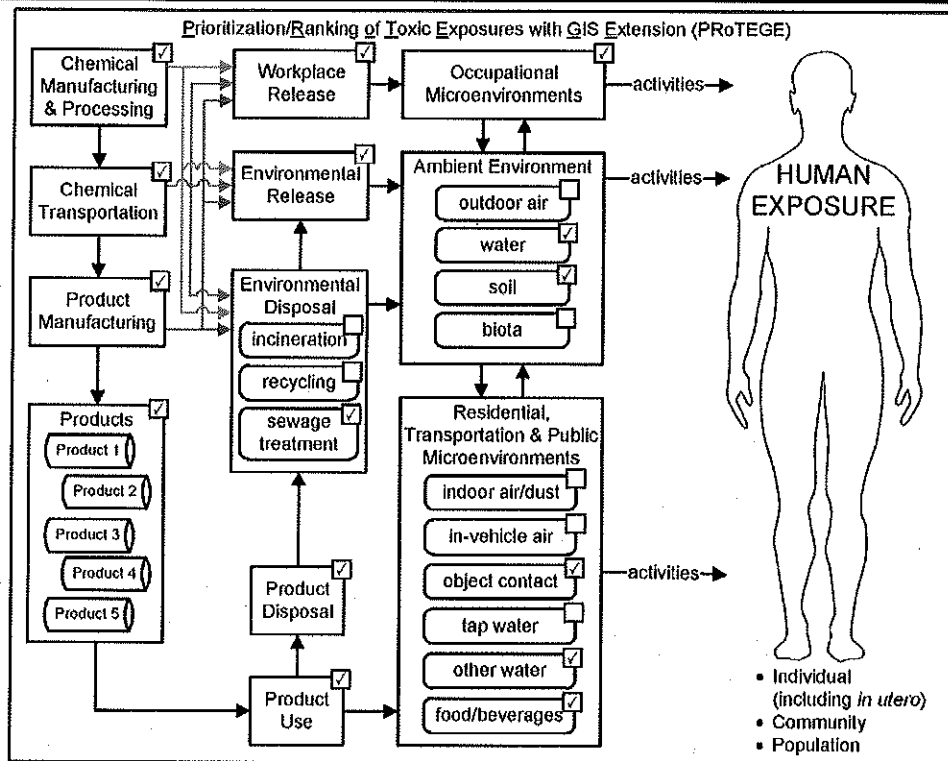 Prioritization/Ranking of Toxic Exposures with GIS Extension (PRoTEGE)
Chemical
Manufacturing
& Processing
Workplace
Release
Occupational
Microenvironments
activities
Chemical
Transportation
Environmental
Release
Ambient Environment
outdoor air
water
soil
biota
activities
HUMAN
EXPOSURE
Product
Manufacturing
Environmental
Disposal
incineration
recycling
sewage
treatment
Products
Product 1
Product 2
Product 3
Product 4
Product 5
Residential,
Transportation & Public
Microenvironments
indoor air/dust
in-vehicle air
object contact
tap water
other water
food/beverages
activities
Product
Disposal
Product
Use
• Individual
(including in utero)
• Community
• Population